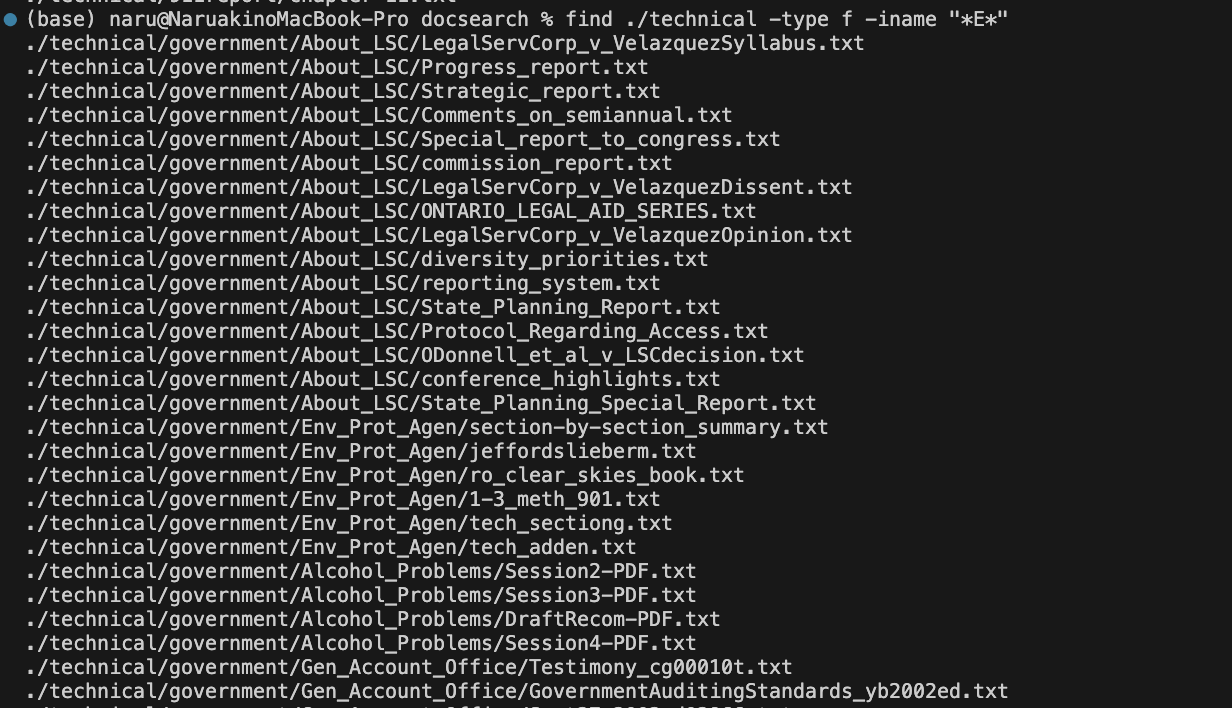 (base) naru@NaruakinoMacBook-Pro docsearch % find ./technical -type f -iname "*E*"
./technical/government/About_LSC/LegalServCorp_v_VelazquezSyllabus.txt
./technical/government/About_LSC/Progress_report.txt
./technical/government/About_LSC/Strategic_report.txt
./technical/government/About_LSC/Comments_on_semiannual.txt
./technical/government/About_LSC/Special_report_to_congress.txt
./technical/government/About_LSC/commission_report.txt
./technical/government/About_LSC/LegalServCorp_v_VelazquezDissent.txt
./technical/government/About_LSC/ONTARIO_LEGAL_AID_SERIES.txt
./technical/government/About_LSC/LegalServCorp_v_VelazquezOpinion.txt
./technical/government/About_LSC/diversity_priorities.txt
./technical/government/About_LSC/reporting_system.txt
./technical/government/About_LSC/State_Planning_Report.txt
./technical/government/About_LSC/Protocol_Regarding_Access.txt
./technical/government/About_LSC/ODonnell_et_al_v_LSCdecision.txt
./technical/government/About_LSC/conference_highlights.txt
./technical/government/About_LSC/State_Planning_Special_Report.txt
./technical/government/Env_Prot_Agen/section-by-section_summary.txt
./technical/government/Env_Prot_Agen/jeffordslieberm.txt
./technical/government/Env_Prot_Agen/ro_clear_skies_book.txt
./technical/government/Env_Prot_Agen/1-3_meth_901.txt
./technical/government/Env_Prot_Agen/tech_sectiong.txt
./technical/government/Env_Prot_Agen/tech_adden.txt
./technical/government/Alcohol_Problems/Session2-PDF.txt
./technical/government/Alcohol_Problems/Session3-PDF.txt
./technical/government/Alcohol_Problems/DraftRecom-PDF.txt
./technical/government/Alcohol_Problems/Session4-PDF.txt
./technical/government/Gen_Account_Office/Testimony_cg00010t.txt
./technical/government/Gen_Account_Office/GovernmentAuditingStandards_yb2002ed.txt